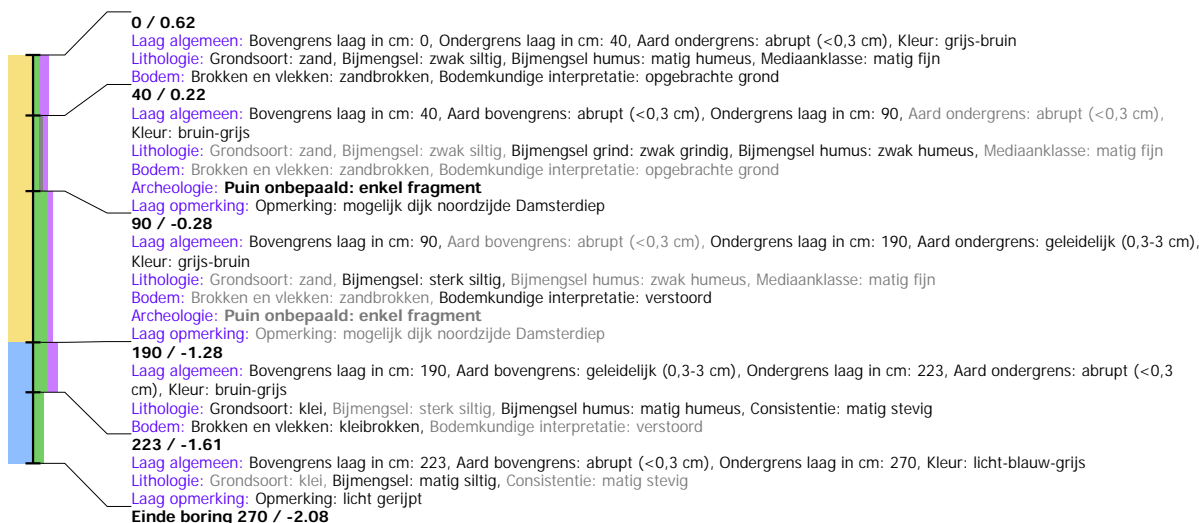 0 / 0.62
Laag algemeen: Bovengrens laag in cm: 0, Ondergrens laag in cm: 40, Aard ondergrens: abrupt (<0,3 cm), Kleur: grijs-bruin
Lithologie: Grondsoort: zand, Bijmengsel: zwak siltig, Bijmengsel humus: matig humeus, Mediaanklasse: matig fijn
Bodem: Brokken en vlekken: zandbrokken, Bodemkundige interpretatie: opgebrachte grond
40 / 0.22
Laag algemeen: Bovengrens laag in cm: 40, Aard bovengrens: abrupt (<0,3 cm), Ondergrens laag in cm: 90, Aard ondergrens: abrupt (<0,3 cm),
Kleur: bruin-grijs
Lithologie: Grondsoort: zand, Bijmengsel: zwak siltig, Bijmengsel grind: zwak grindig, Bijmengsel humus: zwak humeus, Mediaanklasse: matig fijn
Bodem: Brokken en vlekken: zandbrokken, Bodemkundige interpretatie: opgebrachte grond
Archeologie: Puin onbepaald: enkel fragment
Laag opmerking: Opmerking: mogelijk dijk noordzijde Damsterdiep
90 / -0.28
Laag algemeen: Bovengrens laag in cm: 90, Aard bovengrens: abrupt (<0,3 cm), Ondergrens laag in cm: 190, Aard ondergrens: geleidelijk (0,3-3 cm),
Kleur: grijs-bruin
Lithologie: Grondsoort: zand, Bijmengsel: sterk siltig, Bijmengsel humus: zwak humeus, Mediaanklasse: matig fijn
Bodem: Brokken en vlekken: zandbrokken, Bodemkundige interpretatie: verstoord
Archeologie: Puin onbepaald: enkel fragment
Laag opmerking: Opmerking: mogelijk dijk noordzijde Damsterdiep
190 / -1.28
Laag algemeen: Bovengrens laag in cm: 190, Aard bovengrens: geleidelijk (0,3-3 cm), Ondergrens laag in cm: 223, Aard ondergrens: abrupt (<0,3
cm), Kleur: bruin-grijs
Lithologie: Grondsoort: klei, Bijmengsel: sterk siltig, Bijmengsel humus: matig humeus, Consistentie: matig stevig
Bodem: Brokken en vlekken: kleibrokken, Bodemkundige interpretatie: verstoord
223 / -1.61
Laag algemeen: Bovengrens laag in cm: 223, Aard bovengrens: abrupt (<0,3 cm), Ondergrens laag in cm: 270, Kleur: licht-blauw-grijs
Lithologie: Grondsoort: klei, Bijmengsel: matig siltig, Consistentie: matig stevig
Laag opmerking: Opmerking: licht gerijpt
Einde boring 270 / -2.08